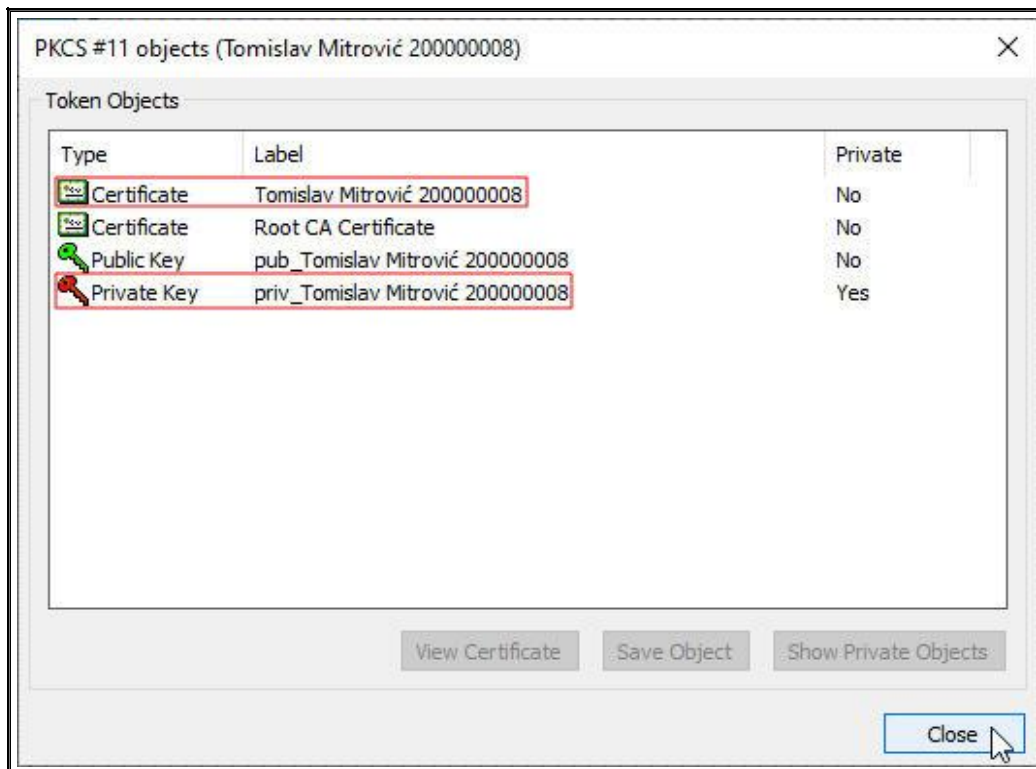 PKCS #11 objects (Tomislav Mitrović 200000008)
Token Objects
Type Label Private
Certificate Tomislav Mitrović 200000008 No
Certificate Root CA Certificate No
Public Key pub_Tomislav Mitrović 200000008 No
Private Key priv_Tomislav Mitrović 200000008 Yes
View Certificate Save Object Show Private Objects
Close